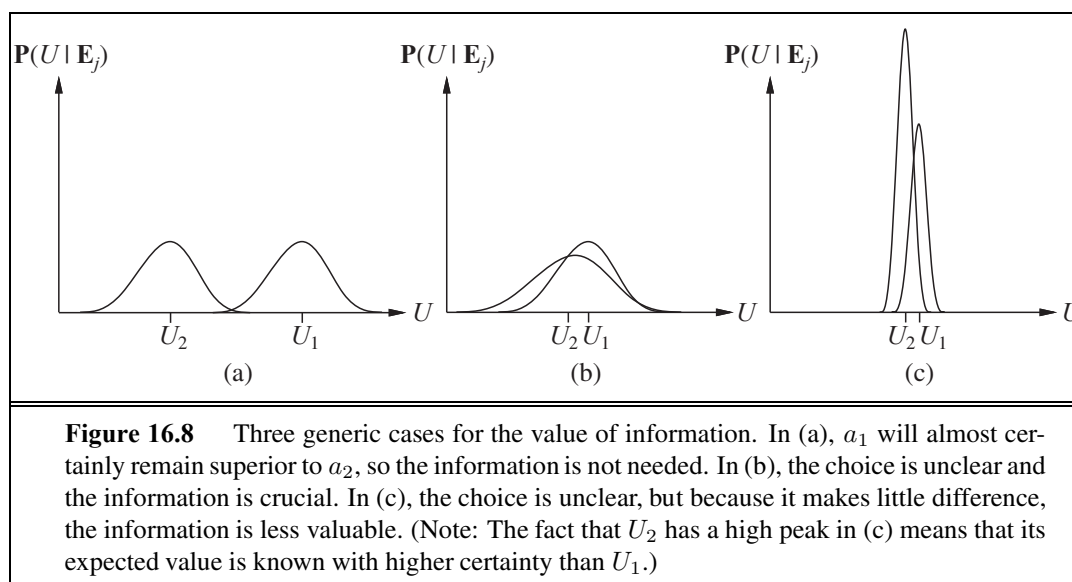 P(U | E_j)
P(U | E_j)
P(U | E_j)
U
U
U
U_2
U_1
U_2 U_1
U_2 U_1
(a)
(b)
(c)
Figure 16.8 Three generic cases for the value of information. In (a), a_1 will almost cer-
tainly remain superior to a_2, so the information is not needed. In (b), the choice is unclear and
the information is crucial. In (c), the choice is unclear, but because it makes little difference,
the information is less valuable. (Note: The fact that U_2 has a high peak in (c) means that its
expected value is known with higher certainty than U_1.)